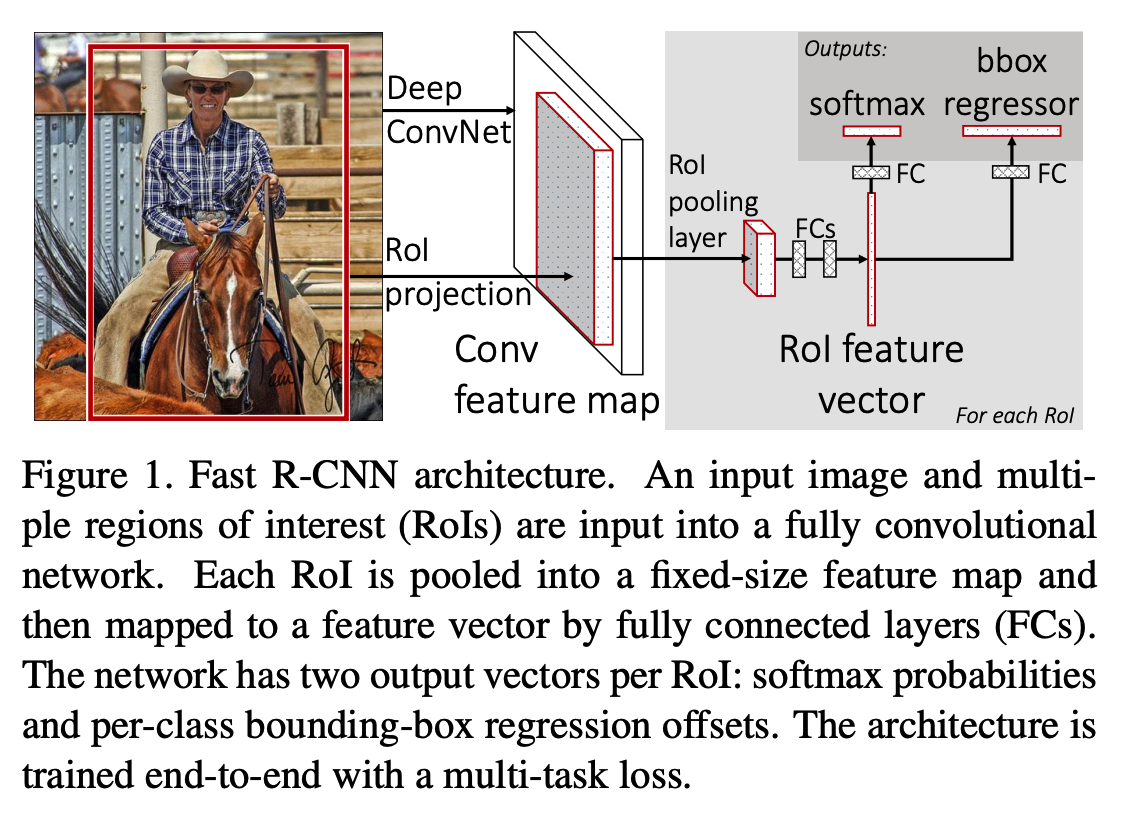 Deep
ConvNet
RoI
projection
Conv
feature map
RoI
pooling
layer
FCs
RoI feature
vector
For each RoI
Outputs:
softmax
bbox
regressor
FC
FC
Figure 1. Fast R-CNN architecture. An input image and multi-
ple regions of interest (RoIs) are input into a fully convolutional
network. Each RoI is pooled into a fixed-size feature map and
then mapped to a feature vector by fully connected layers (FCs).
The network has two output vectors per RoI: softmax probabilities
and per-class bounding-box regression offsets. The architecture is
trained end-to-end with a multi-task loss.